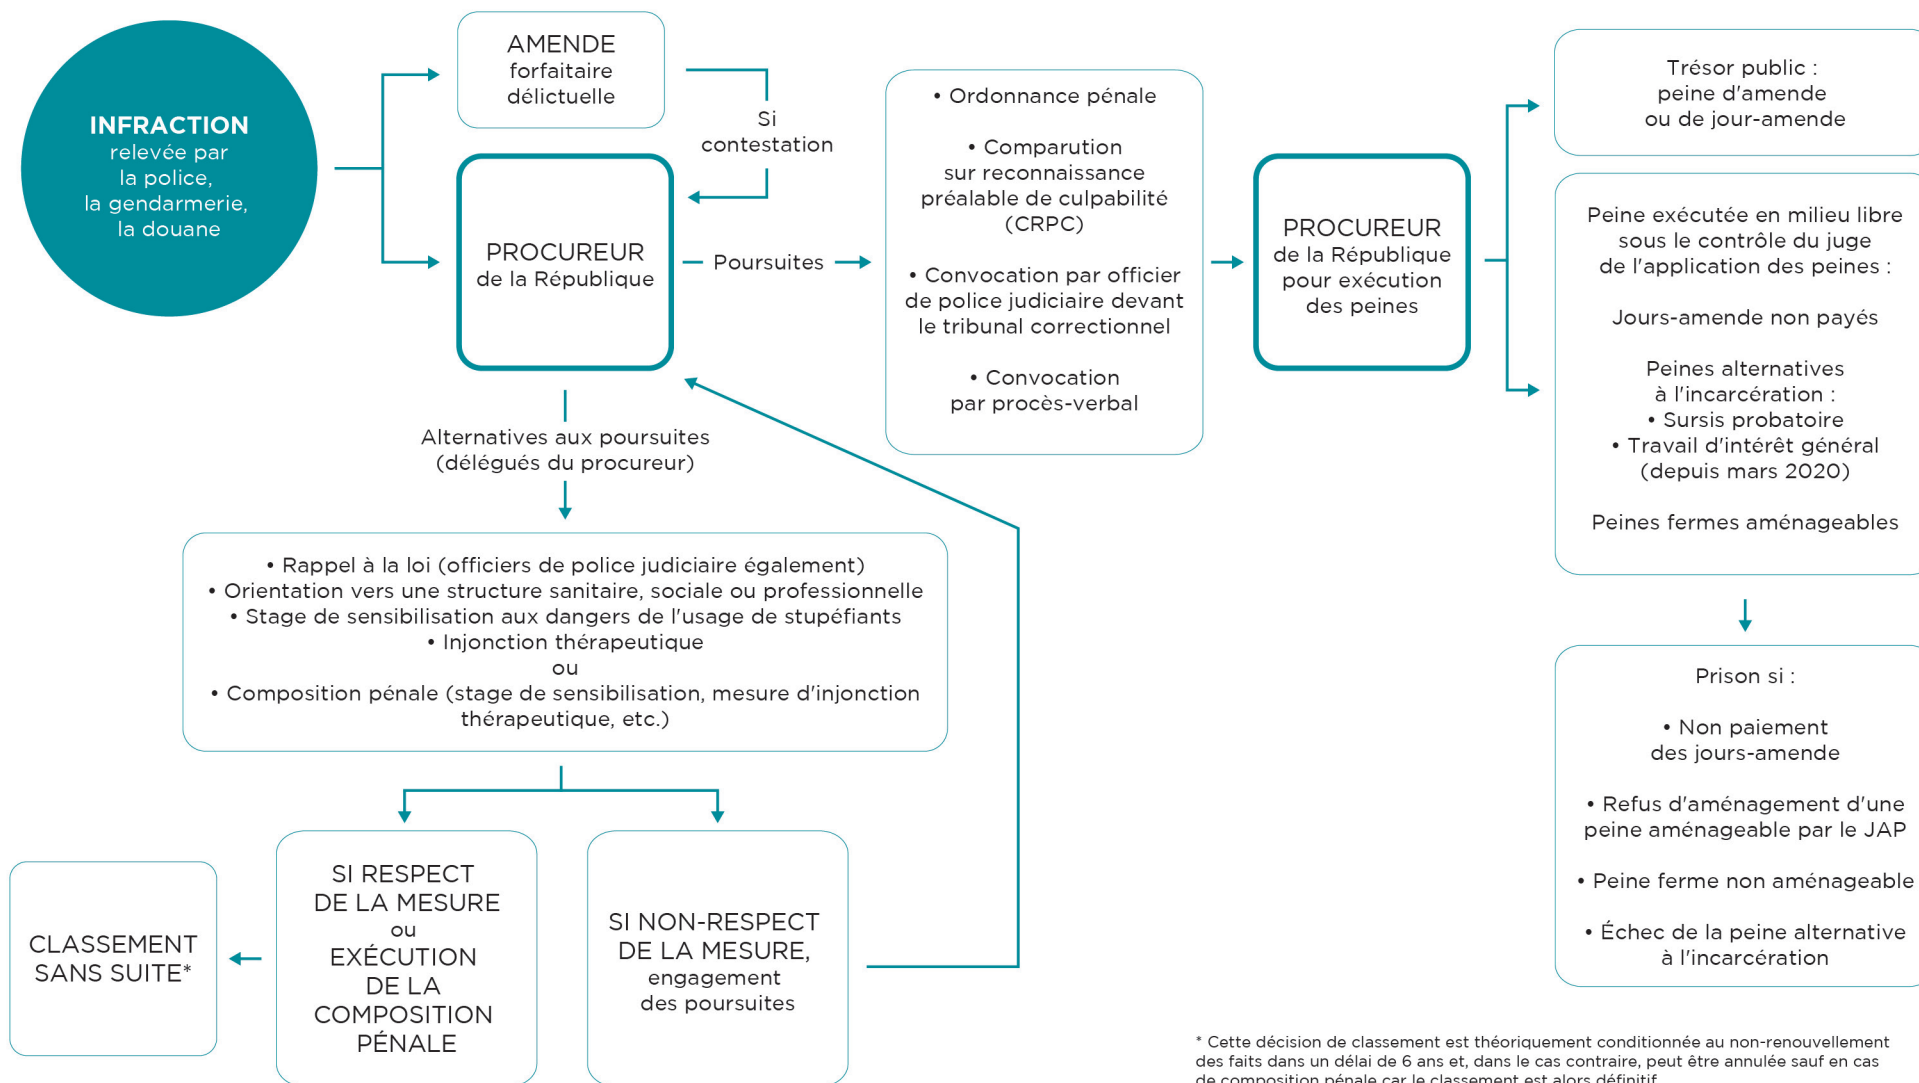 INFRACTION
relevée par
la police,
la gendarmerie,
la douane
AMENDE
forfaitaire
délictuelle
Si
contestation
PROCUREUR
de la République
Poursuites
• Ordonnance pénale
• Comparution
sur reconnaissance
préalable de culpabilité
(CRPC)
• Convocation par officier
de police judiciaire devant
le tribunal correctionnel
• Convocation
par procès-verbal
PROCUREUR
de la République
pour exécution
des peines
Trésor public :
peine d'amende
ou de jour-amende
Peine exécutée en milieu libre
sous le contrôle du juge
de l'application des peines :
Jours-amende non payés
Peines alternatives
à l'incarcération :
• Sursis probatoire
• Travail d'intérêt général
(depuis mars 2020)
Peines fermes aménageables
Prison si :
• Non paiement
des jours-amende
• Refus d'aménagement d'une
peine aménageable par le JAP
• Peine ferme non aménageable
• Échec de la peine alternative
à l'incarcération
Alternatives aux poursuites
(délégués du procureur)
• Rappel à la loi (officiers de police judiciaire également)
• Orientation vers une structure sanitaire, sociale ou professionnelle
• Stage de sensibilisation aux dangers de l'usage de stupéfiants
• Injonction thérapeutique
ou
• Composition pénale (stage de sensibilisation, mesure d'injonction
thérapeutique, etc.)
CLASSEMENT
SANS SUITE*
SI RESPECT
DE LA MESURE
ou
EXÉCUTION
DE LA
COMPOSITION
PÉNALE
SI NON-RESPECT
DE LA MESURE,
engagement
des poursuites
* Cette décision de classement est théoriquement conditionnée au non-renouvellement
des faits dans un délai de 6 ans et, dans le cas contraire, peut être annulée sauf en cas
de composition pénale car le classement est alors définitif